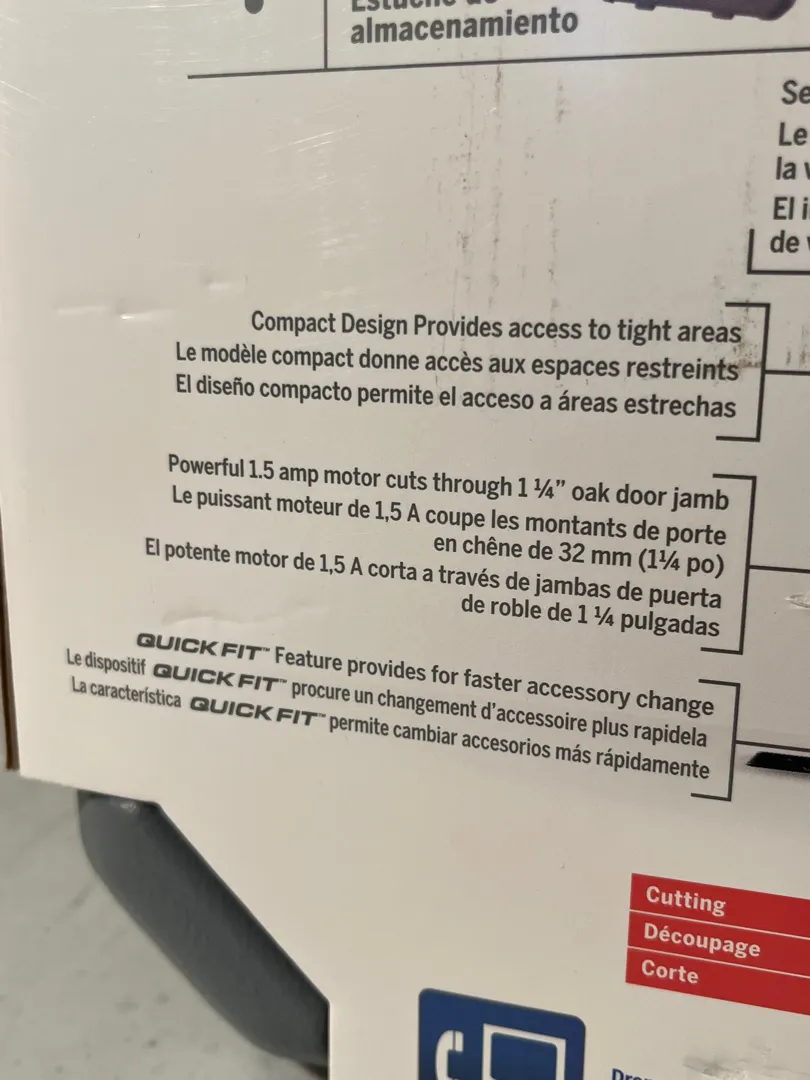 Estuche de
almacenamiento
Se
Le
la v
El i
de v
Compact Design Provides access to tight areas
Le modèle compact donne accès aux espaces restreints
El diseño compacto permite el acceso a áreas estrechas
Powerful 1.5 amp motor cuts through 1 ¼” oak door jamb
Le puissant moteur de 1,5 A coupe les montants de porte
en chêne de 32 mm (1¼ po)
El potente motor de 1,5 A corta a través de jambas de puerta
de roble de 1 ¼ pulgadas
QUICK FIT™ Feature provides for faster accessory change
Le dispositif QUICK FIT™ procure un changement d’accessoire plus rapidela
La característica QUICK FIT™ permite cambiar accesorios más rápidamente
Cutting
Découpage
Corte